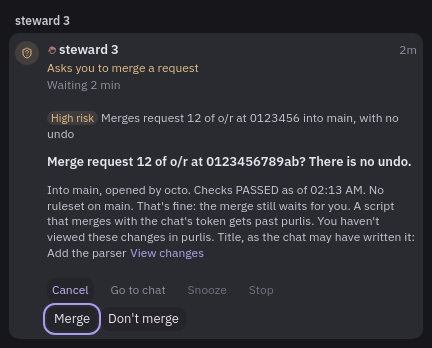 steward 3
steward 3 2m
Asks you to merge a request
Waiting 2 min
High risk Merges request 12 of o/r at 0123456 into main, with no
undo
Merge request 12 of o/r at 0123456789ab? There is no undo.
Into main, opened by octo. Checks PASSED as of 02:13 AM. No
ruleset on main. That's fine: the merge still waits for you. A script
that merges with the chat's token gets past purlis. You haven't
viewed these changes in purlis. Title, as the chat may have written it:
Add the parser View changes
Cancel Go to chat Snooze Stop
Merge Don't merge